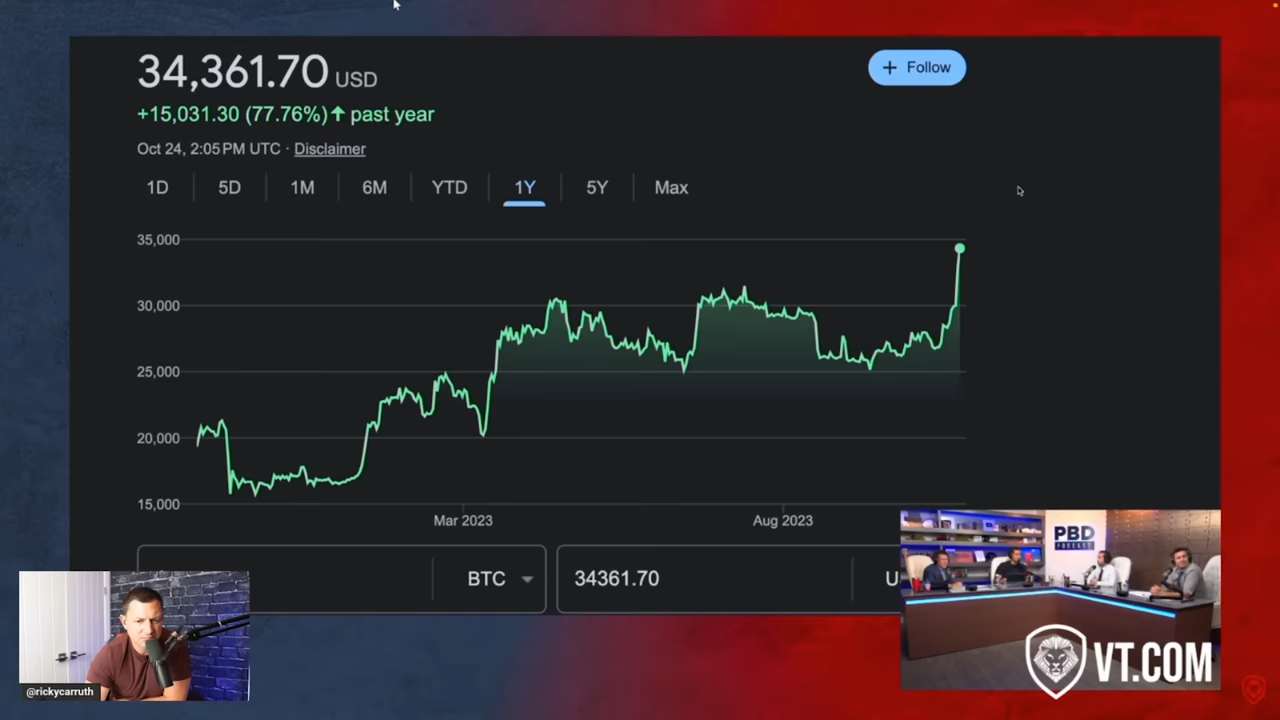 34,361.70 USD
+ Follow
+15,031.30 (77.76%)↑ past year
Oct 24, 2:05 PM UTC · Disclaimer
1D 5D 1M 6M YTD 1Y 5Y Max
35,000
30,000
25,000
20,000
15,000
Mar 2023 Aug 2023
BTC
34361.70
U
PBD
PODCAST
@rickycarruth
VT.COM